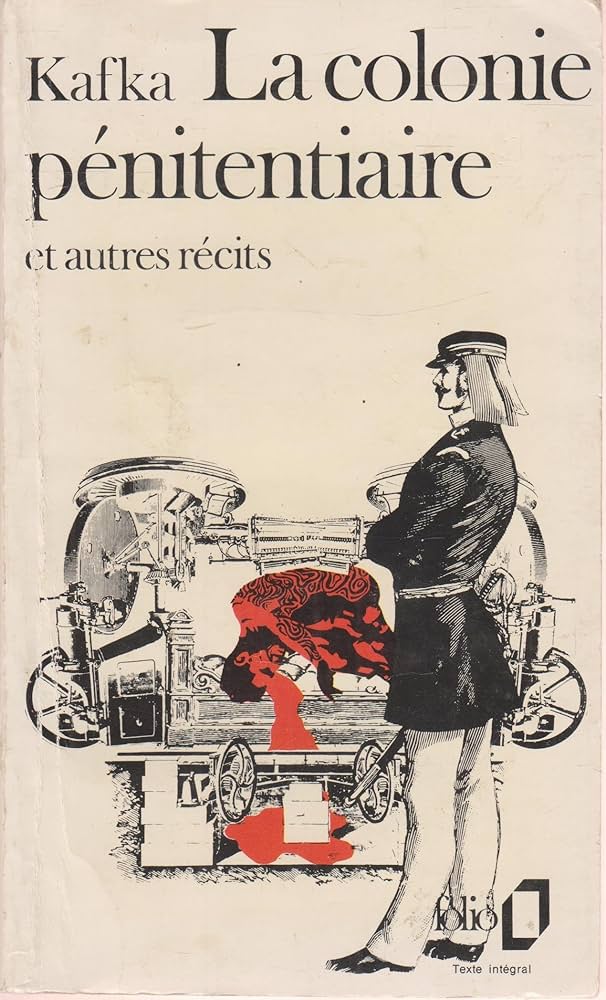 Kafka La colonie
pénitentiaire
et autres récits
folio
Texte intégral